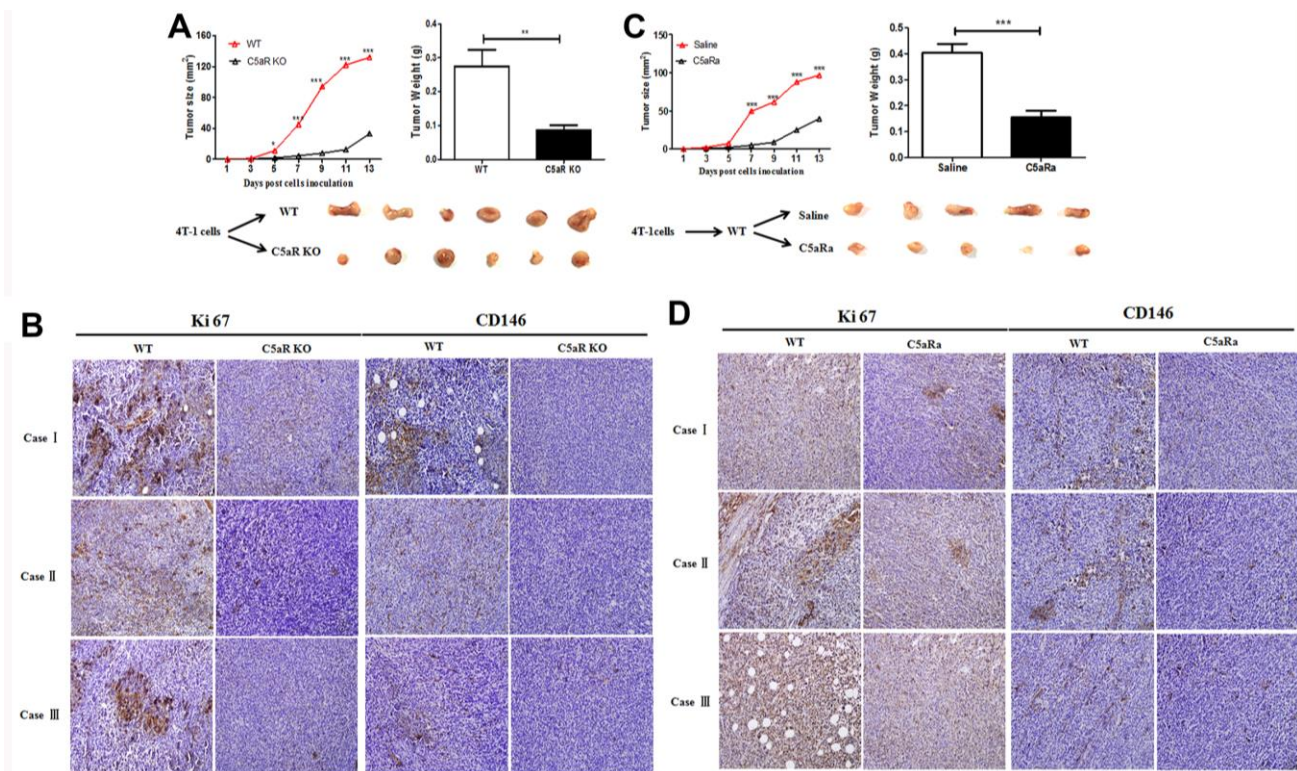 A
Tumor size (mm²)
160
120
80
40
0
WT
C5aR KO
*
***
***
***
***
1 3 5 7 9 11 13
Days post cells inoculation
Tumor Weight (g)
0.4
0.3
0.2
0.1
0.0
**
WT C5aR KO
4T-1 cells
WT
C5aR KO
C
Tumor size (mm²)
150
100
50
0
Saline
C5aRa
***
***
***
***
1 3 5 7 9 11 13
Days post cells inoculation
Tumor Weight (g)
0.5
0.4
0.3
0.2
0.1
0.0
***
Saline C5aRa
4T-1cells
WT
Saline
C5aRa
B
Ki 67 CD146
WT C5aR KO WT C5aR KO
Case Ⅰ
Case Ⅱ
Case Ⅲ
D
Ki 67 CD146
WT C5aRa WT C5aRa
Case Ⅰ
Case Ⅱ
Case Ⅲ